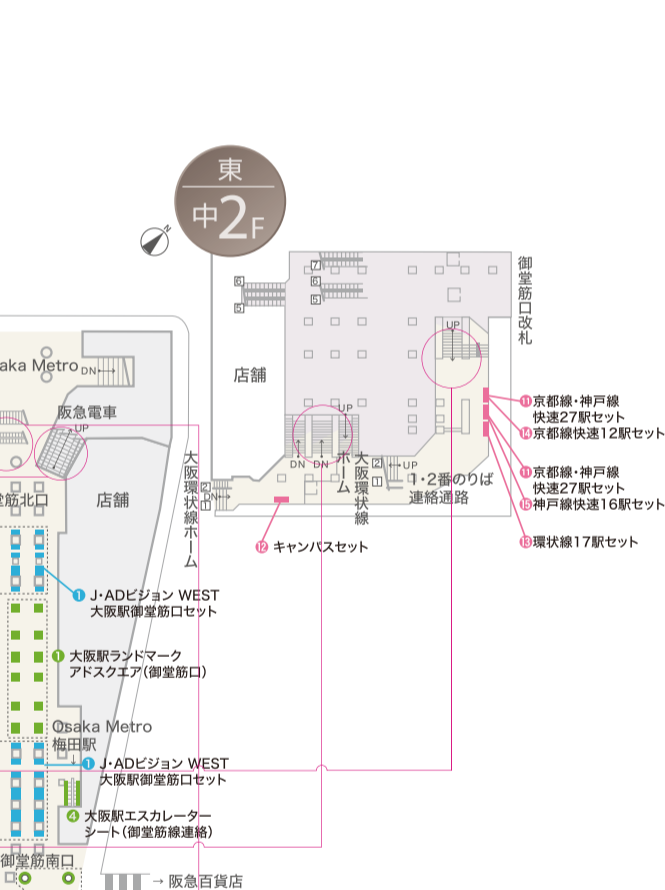 東
中2F
N
7
6
5
6
5
御堂筋口改札
UP
店舗
UP
DN
DN
大阪環状線
ホーム
2
1
UP
1・2番のりば
連絡通路
大阪環状線ホーム
2
DN
1
⑪京都線・神戸線
快速27駅セット
⑭京都線快速12駅セット
⑪京都線・神戸線
快速27駅セット
⑮神戸線快速16駅セット
⑬環状線17駅セット
⑫ キャンバスセット
aka Metro
DN
阪急電車
UP
堂筋北口
店舗
❶ J・ADビジョン WEST
大阪駅御堂筋口セット
❶ 大阪駅ランドマーク
アドスクエア(御堂筋口)
Osaka Metro
梅田駅
❶ J・ADビジョン WEST
大阪駅御堂筋口セット
❹ 大阪駅エスカレーター
シート(御堂筋線連絡)
御堂筋南口
→ 阪急百貨店